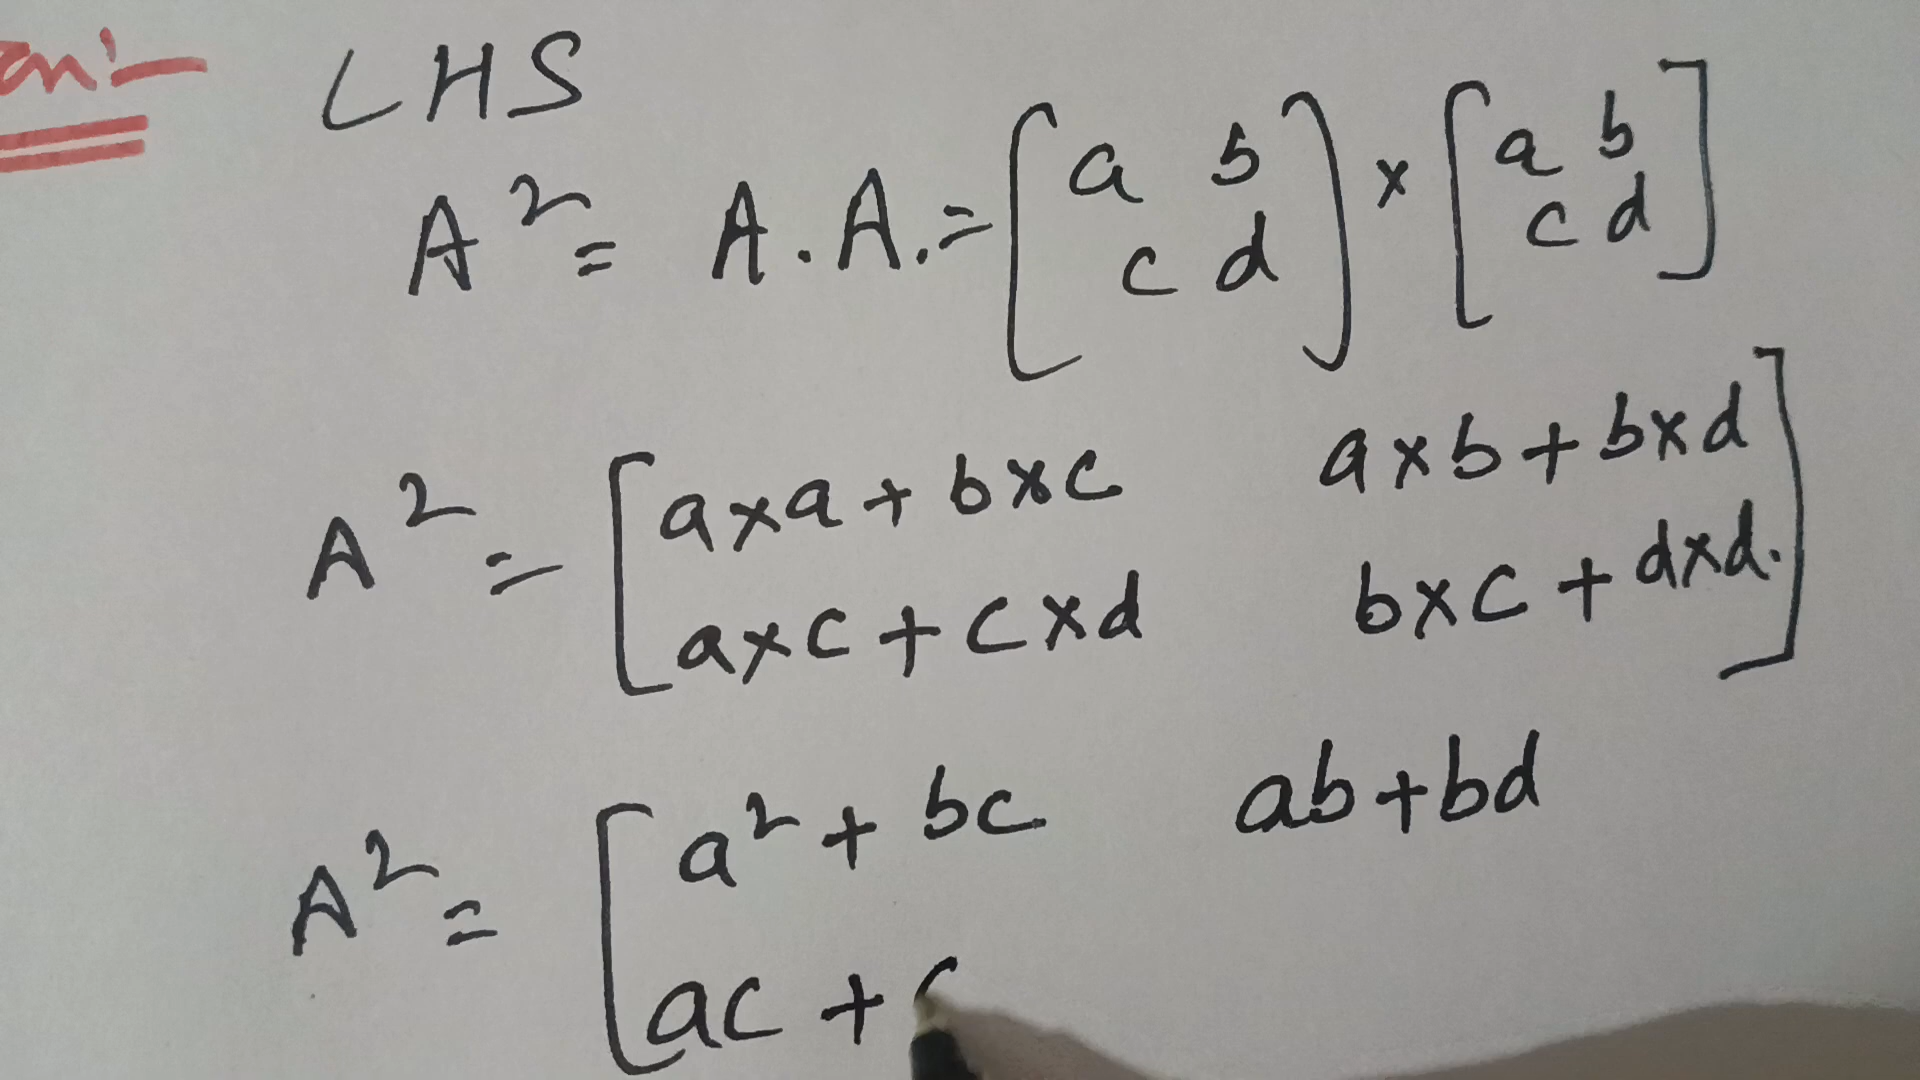 LHS
A² = A.A. = [a b c d] × [a b c d]
A² = [a×a + b×c a×b + b×d
a×c + c×d b×c + d×d.]
A² = [a² + bc ab + bd
ac +